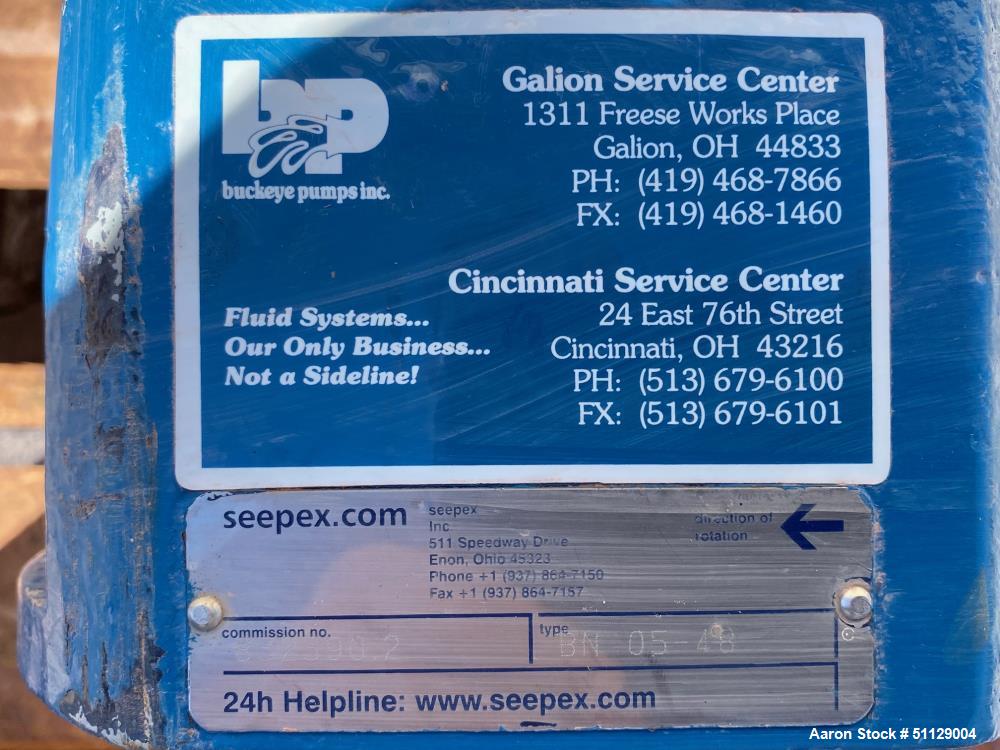 bp
buckeye pumps inc.
Galion Service Center
1311 Freese Works Place
Galion, OH 44833
PH: (419) 468-7866
FX: (419) 468-1460
Cincinnati Service Center
24 East 76th Street
Cincinnati, OH 43216
PH: (513) 679-6100
FX: (513) 679-6101
Fluid Systems...
Our Only Business...
Not a Sideline!
seepex.com
seepex
Inc
511 Speedway Drive
Enon, Ohio 45323
Phone +1 (937) 864-7150
Fax +1 (937) 864-7157
direction of
rotation
commission no.
type
BN 05-48
24h Helpline: www.seepex.com
Aaron Stock # 51129004